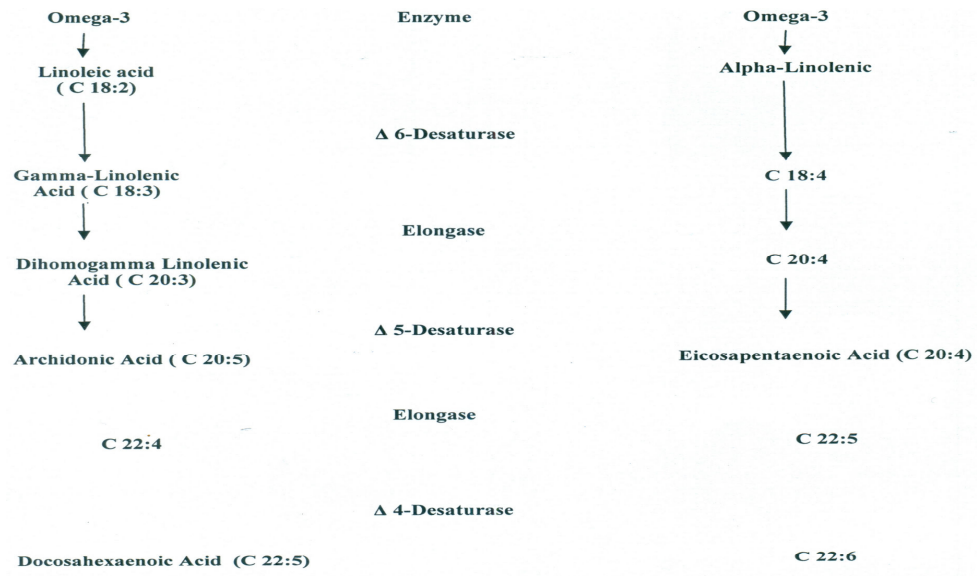 Omega-3 Enzyme Omega-3
Linoleic acid
( C 18:2)
Alpha-Linolenic
Δ 6-Desaturase
Gamma-Linolenic
Acid ( C 18:3)
C 18:4
Elongase
Dihomogamma Linolenic
Acid ( C 20:3)
C 20:4
Δ 5-Desaturase
Archidonic Acid ( C 20:5)
Eicosapentaenoic Acid (C 20:4)
Elongase
C 22:4
C 22:5
Δ 4-Desaturase
Docosahexaenoic Acid (C 22:5)
C 22:6